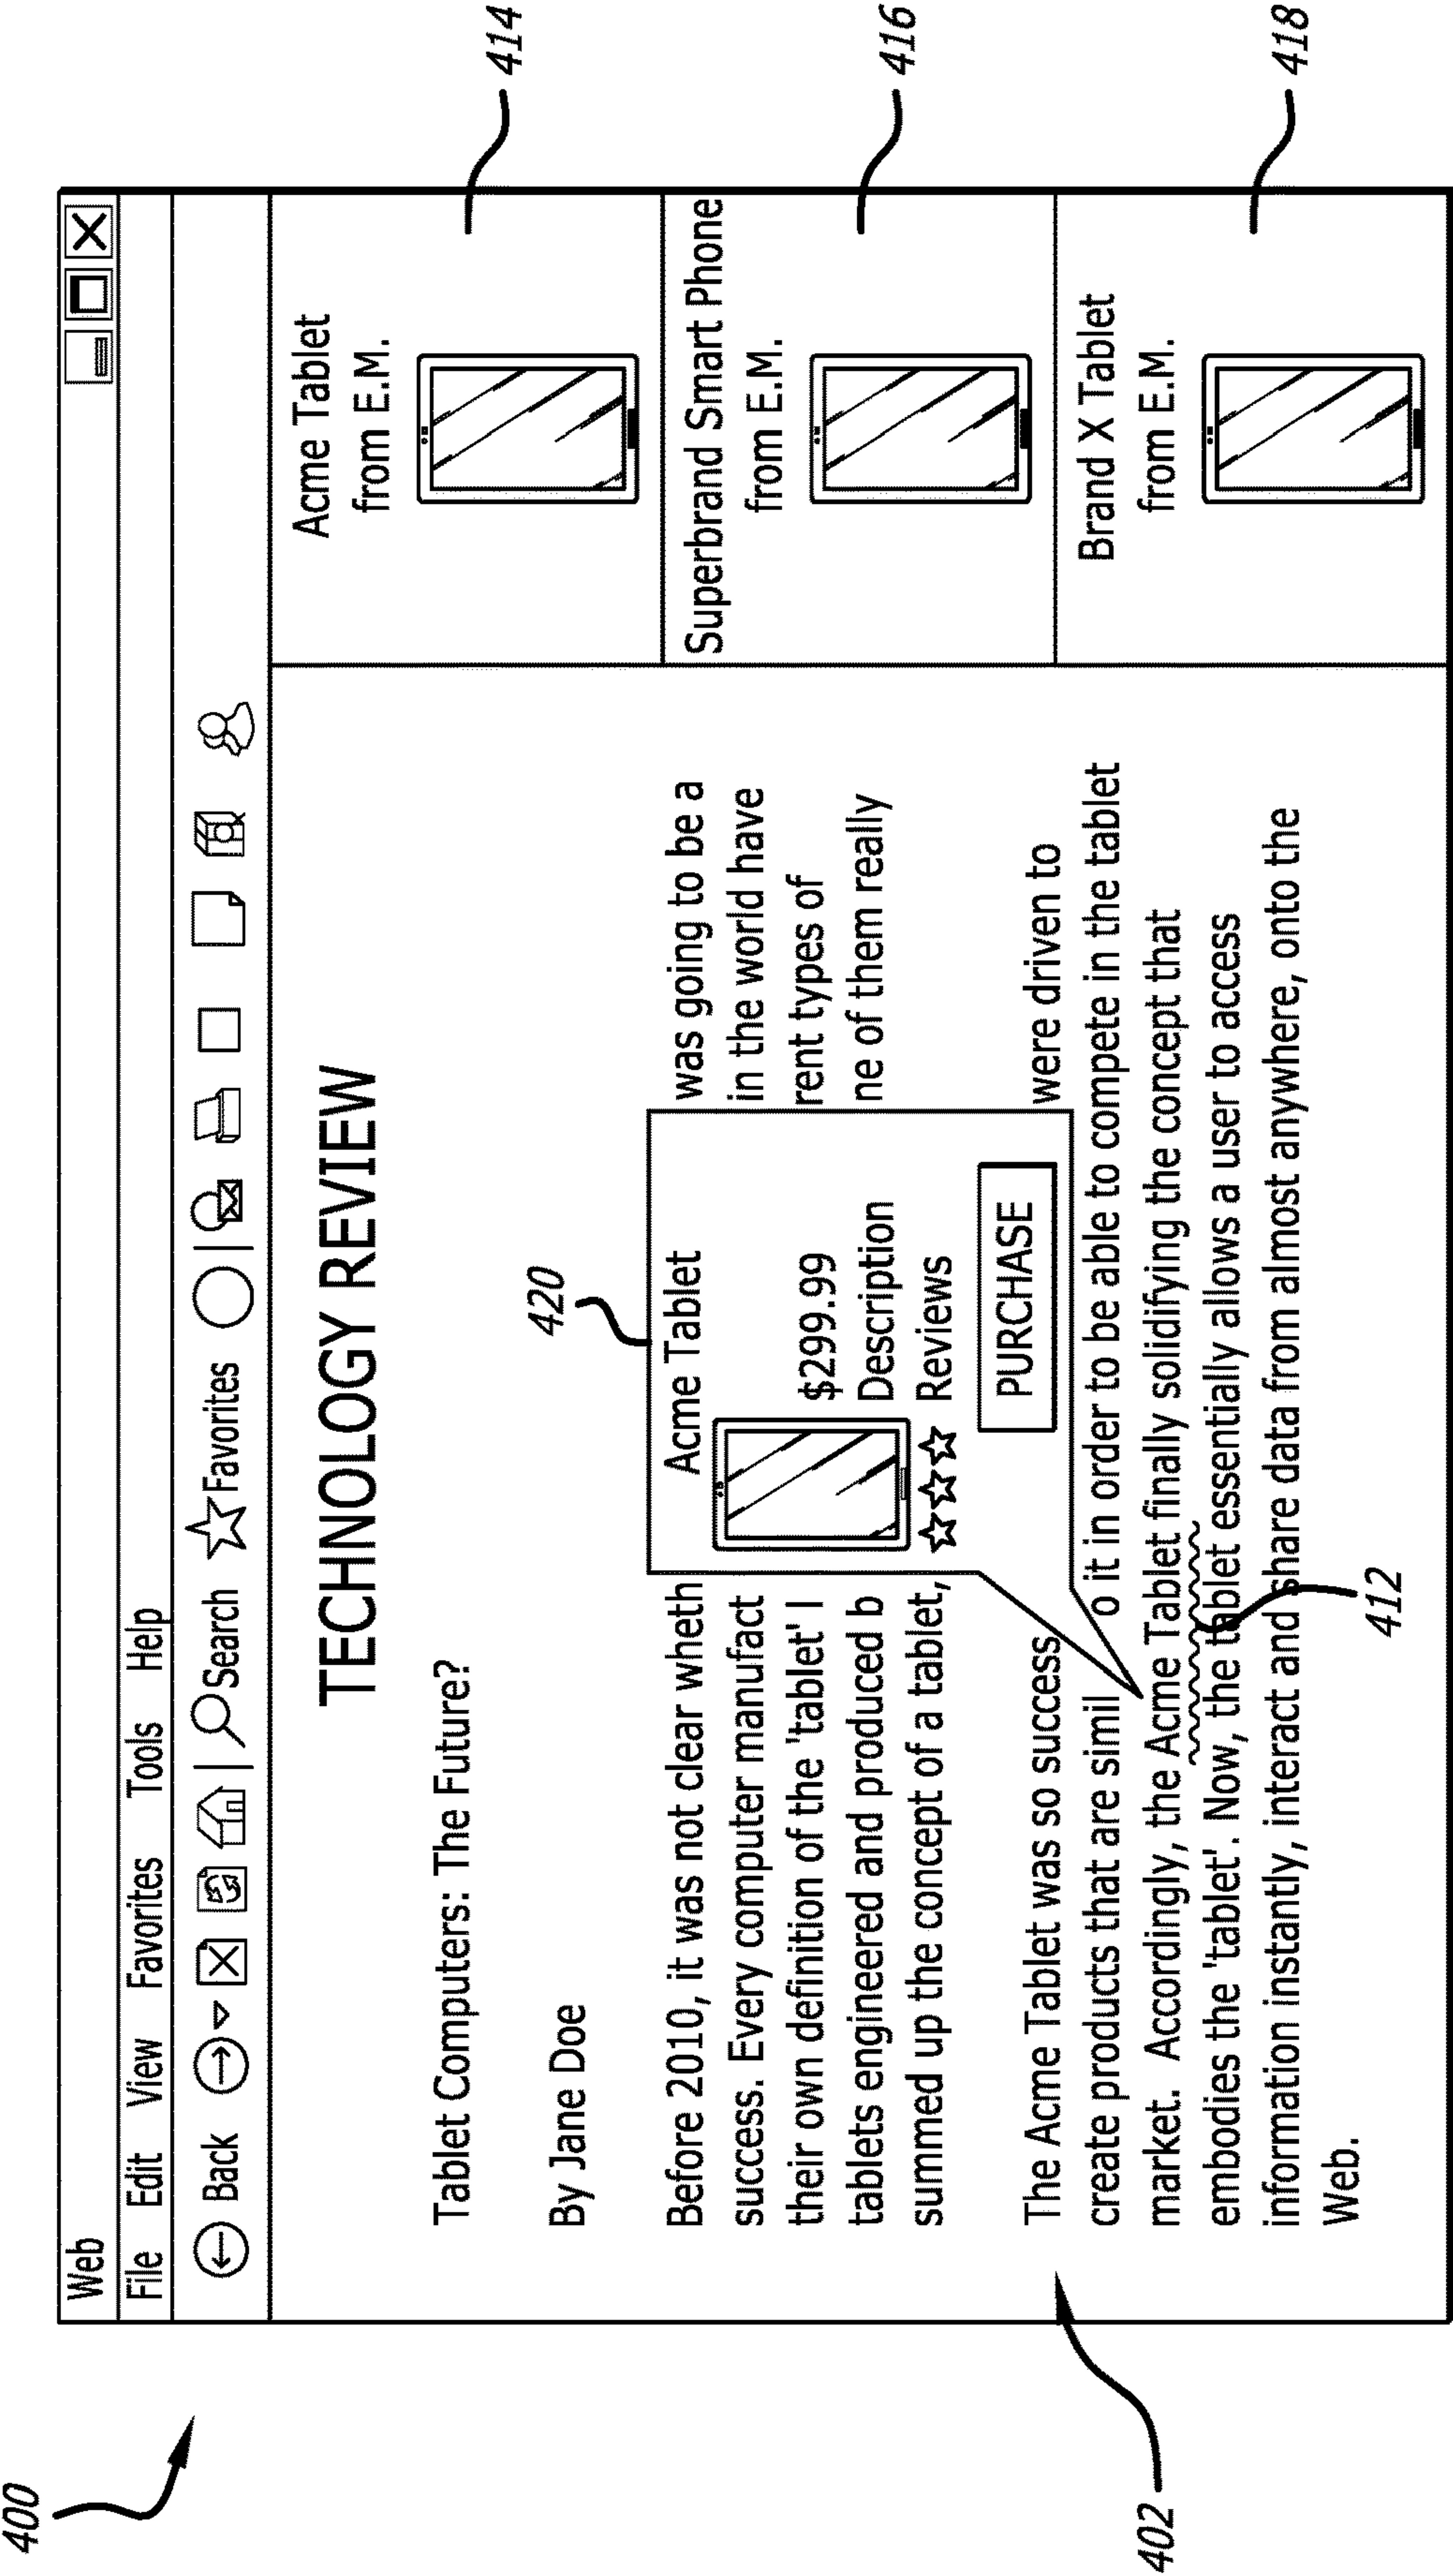 400
Web
File Edit View Favorites Tools Help
Back Search Favorites
TECHNOLOGY REVIEW
Tablet Computers: The Future?
By Jane Doe
Before 2010, it was not clear wheth was going to be a
success. Every computer manufact in the world have
their own definition of the 'tablet' l rent types of
tablets engineered and produced b ne of them really
summed up the concept of a tablet,
The Acme Tablet was so success were driven to
create products that are simil o it in order to be able to compete in the tablet
market. Accordingly, the Acme Tablet finally solidifying the concept that
embodies the 'tablet'. Now, the tablet essentially allows a user to access
information instantly, interact and share data from almost anywhere, onto the
Web.
420
Acme Tablet
$299.99
Description
Reviews
PURCHASE
412
402
Acme Tablet
from E.M.
414
Superbrand Smart Phone
from E.M.
416
Brand X Tablet
from E.M.
418